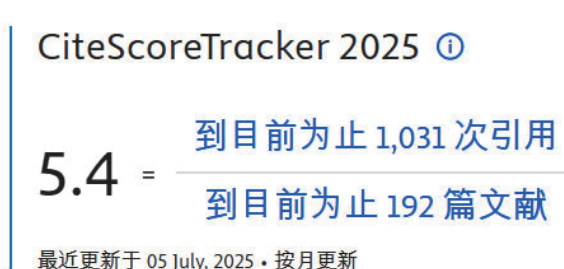 CiteScoreTracker 2025 ⓘ
到目前为止 1,031 次引用
5.4 =
到目前为止 192 篇文献
最近更新于 05 July, 2025 • 按月更新